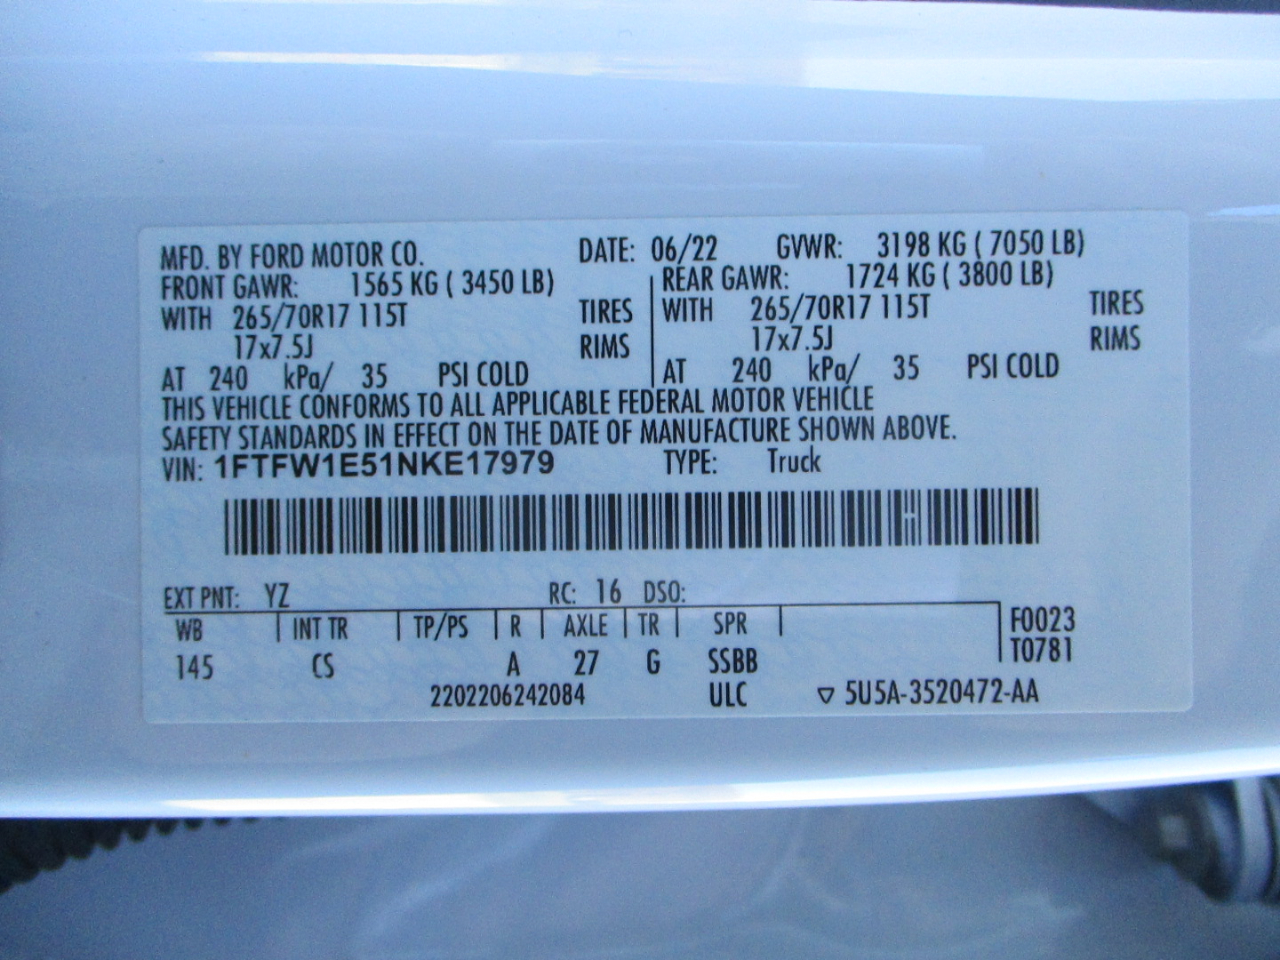 MFD. BY FORD MOTOR CO. DATE: 06/22 GVWR: 3198 KG ( 7050 LB)
FRONT GAWR: 1565 KG ( 3450 LB) REAR GAWR: 1724 KG ( 3800 LB)
WITH 265/70R17 115T TIRES WITH 265/70R17 115T TIRES
17x7.5J RIMS 17x7.5J RIMS
AT 240 kPa/ 35 PSI COLD AT 240 kPa/ 35 PSI COLD
THIS VEHICLE CONFORMS TO ALL APPLICABLE FEDERAL MOTOR VEHICLE
SAFETY STANDARDS IN EFFECT ON THE DATE OF MANUFACTURE SHOWN ABOVE.
VIN: 1FTFW1E51NKE17979 TYPE: Truck
EXT PNT: YZ RC: 16 DSO:
WB INT TR TP/PS R AXLE TR SPR F0023
145 CS A 27 G SSBB T0781
2202206242084 ULC ▽ 5U5A-3520472-AA